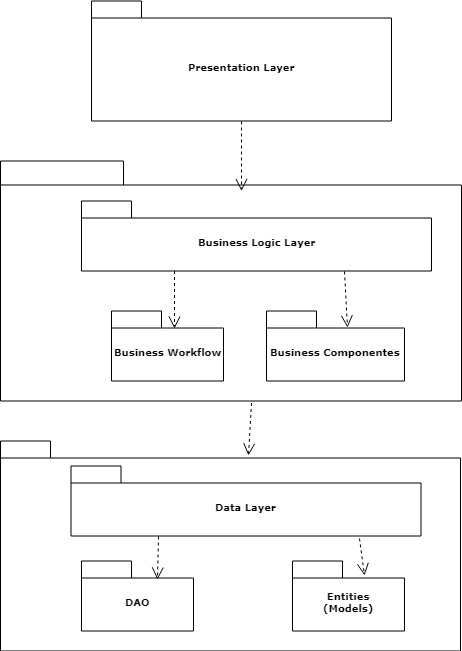 Presentation Layer
Business Logic Layer
Business Workflow
Business Componentes
Data Layer
DAO
Entities
(Models)